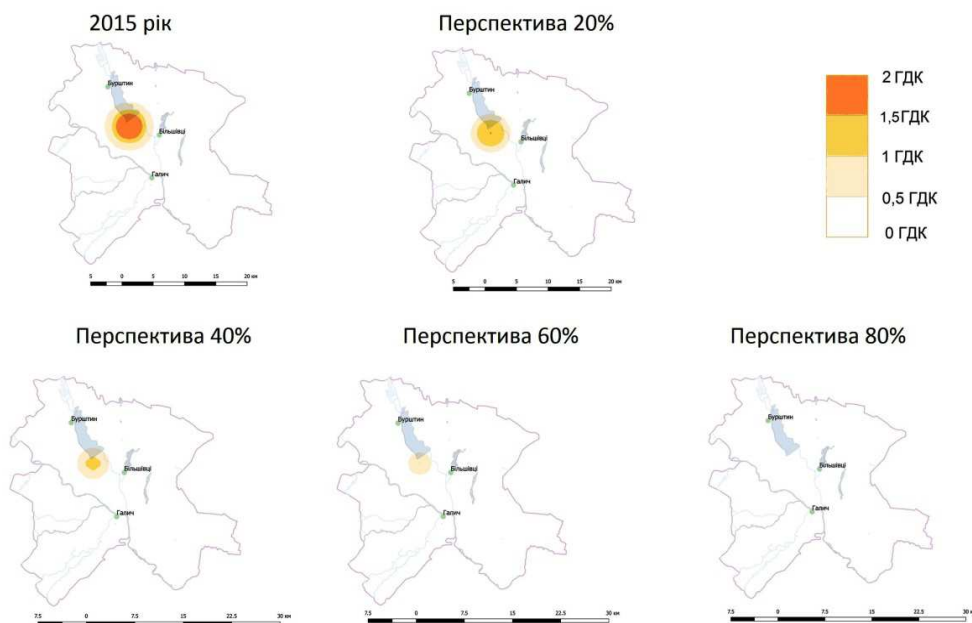 2015 рік
Бурштин
Більшівці
Галич
5 0 5 10 15 20 км
Перспектива 20%
Бурштин
Більшівці
Галич
5 0 5 10 15 20 км
2 ГДК
1,5 ГДК
1 ГДК
0,5 ГДК
0 ГДК
Перспектива 40%
Бурштин
Більшівці
Галич
7.5 0 7.5 15 22.5 30 км
Перспектива 60%
Бурштин
Більшівці
Галич
7.5 0 7.5 15 22.5 30 км
Перспектива 80%
Бурштин
Більшівці
Галич
7.5 0 7.5 15 22.5 30 км